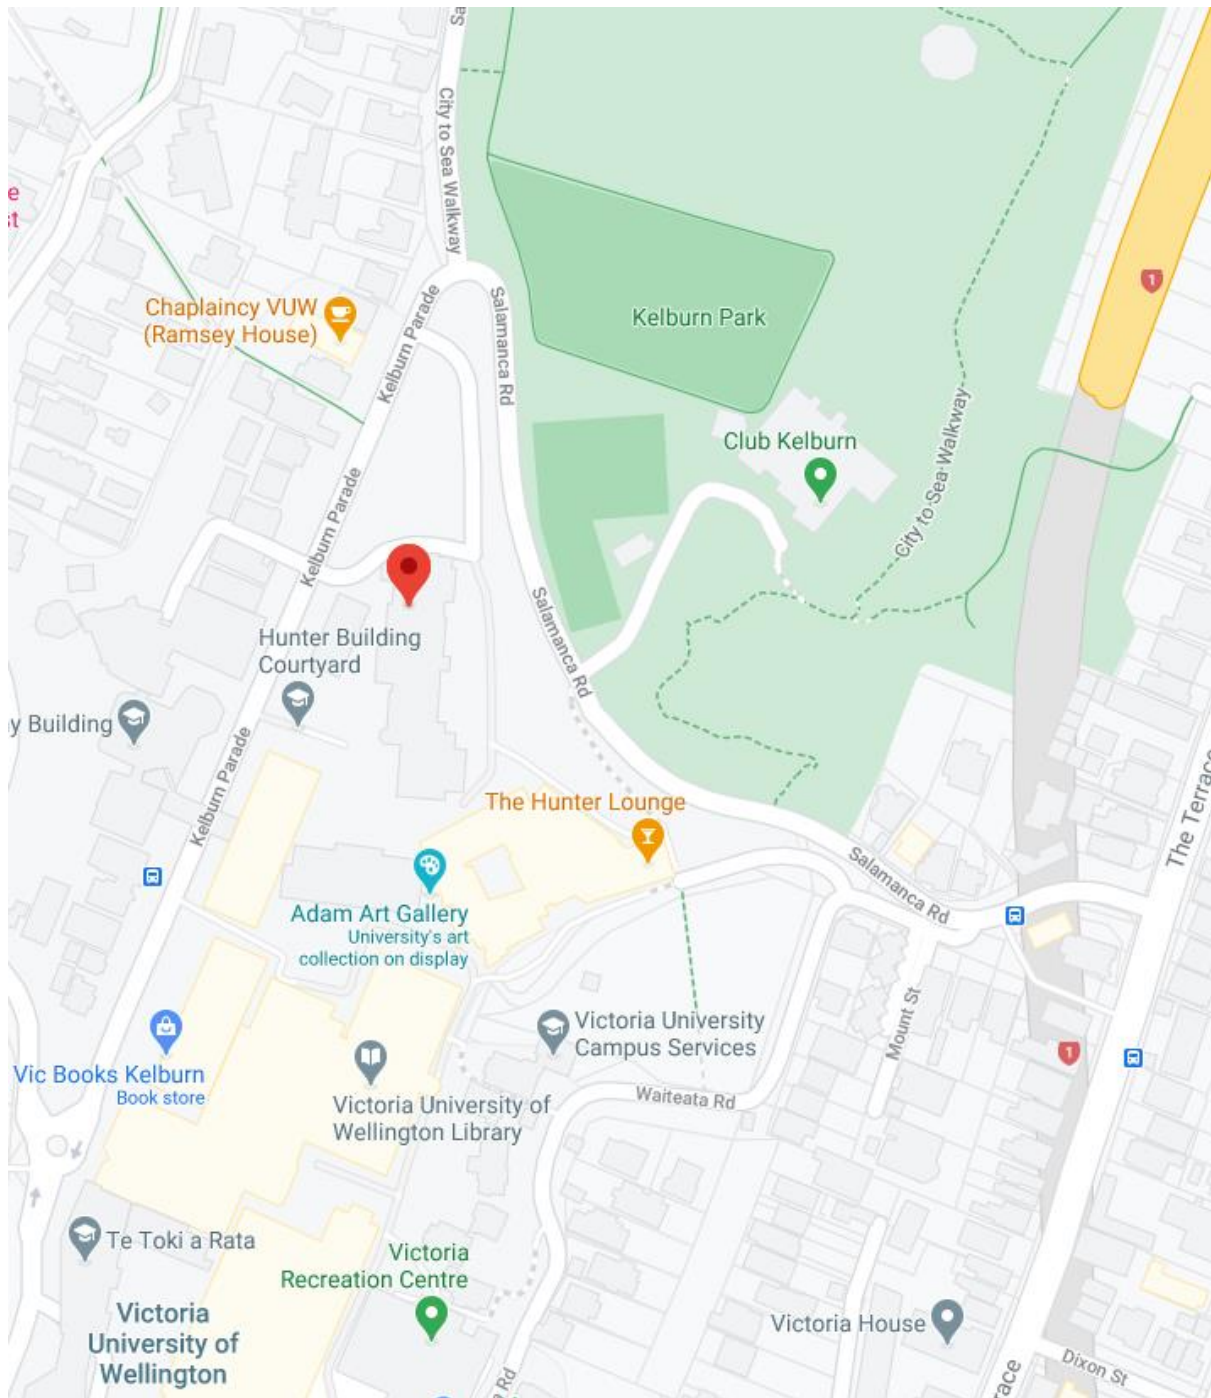 City to Sea Walkway
Chaplaincy VUW
(Ramsey House)
Kelburn Parade
Salamanca Rd
Kelburn Park
1
Club Kelburn
City to Sea Walkway
Kelburn Parade
Salamanca Rd
Hunter Building
Courtyard
y Building
Kelburn Parade
The Hunter Lounge
The Terrace
Salamanca Rd
Adam Art Gallery
University's art
collection on display
Victoria University
Campus Services
Mount St
1
Vic Books Kelburn
Book store
Waiteata Rd
Victoria University of
Wellington Library
Te Toki a Rata
Victoria
Recreation Centre
Victoria
University of
Wellington
Victoria House
Dixon St
race
a Rd